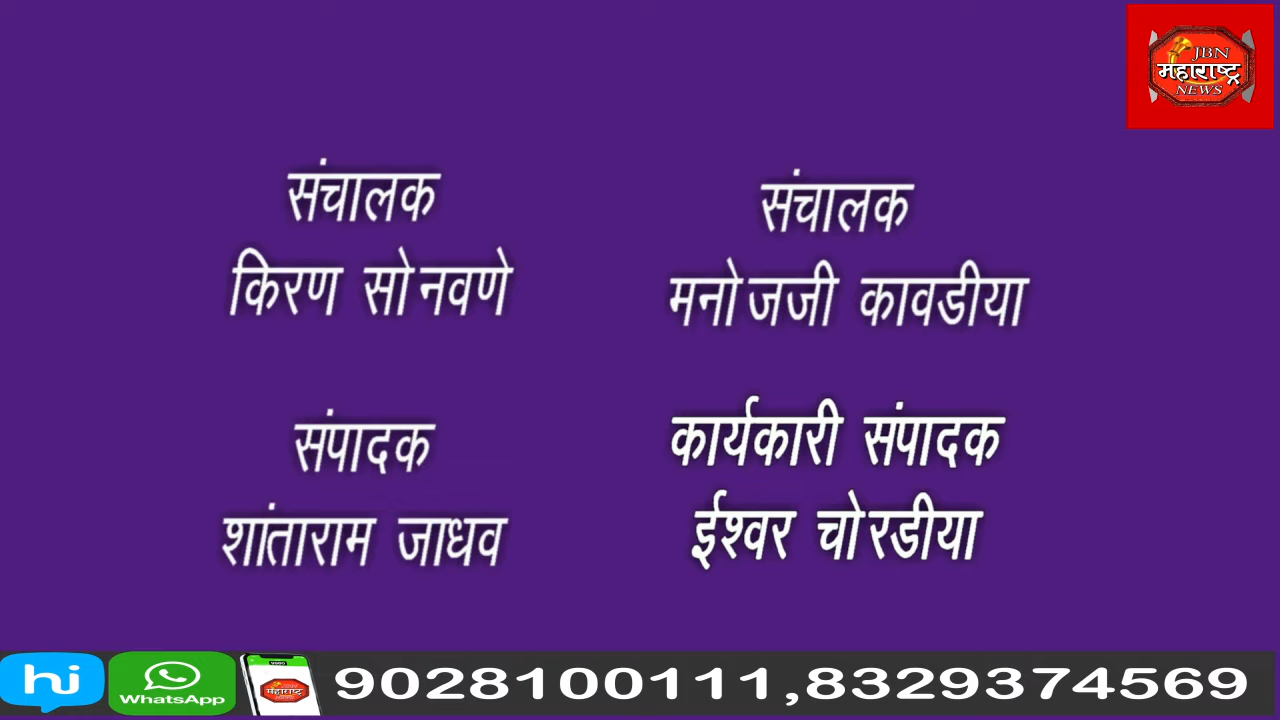 JBN
महाराष्ट्र
NEWS
संचालक
किरण सोनवणे
संचालक
मनोजजी कावडीया
संपादक
शांताराम जाधव
कार्यकारी संपादक
ईश्वर चोरडीया
hi
WhatsApp
महाराष्ट्र
9028100111,8329374569